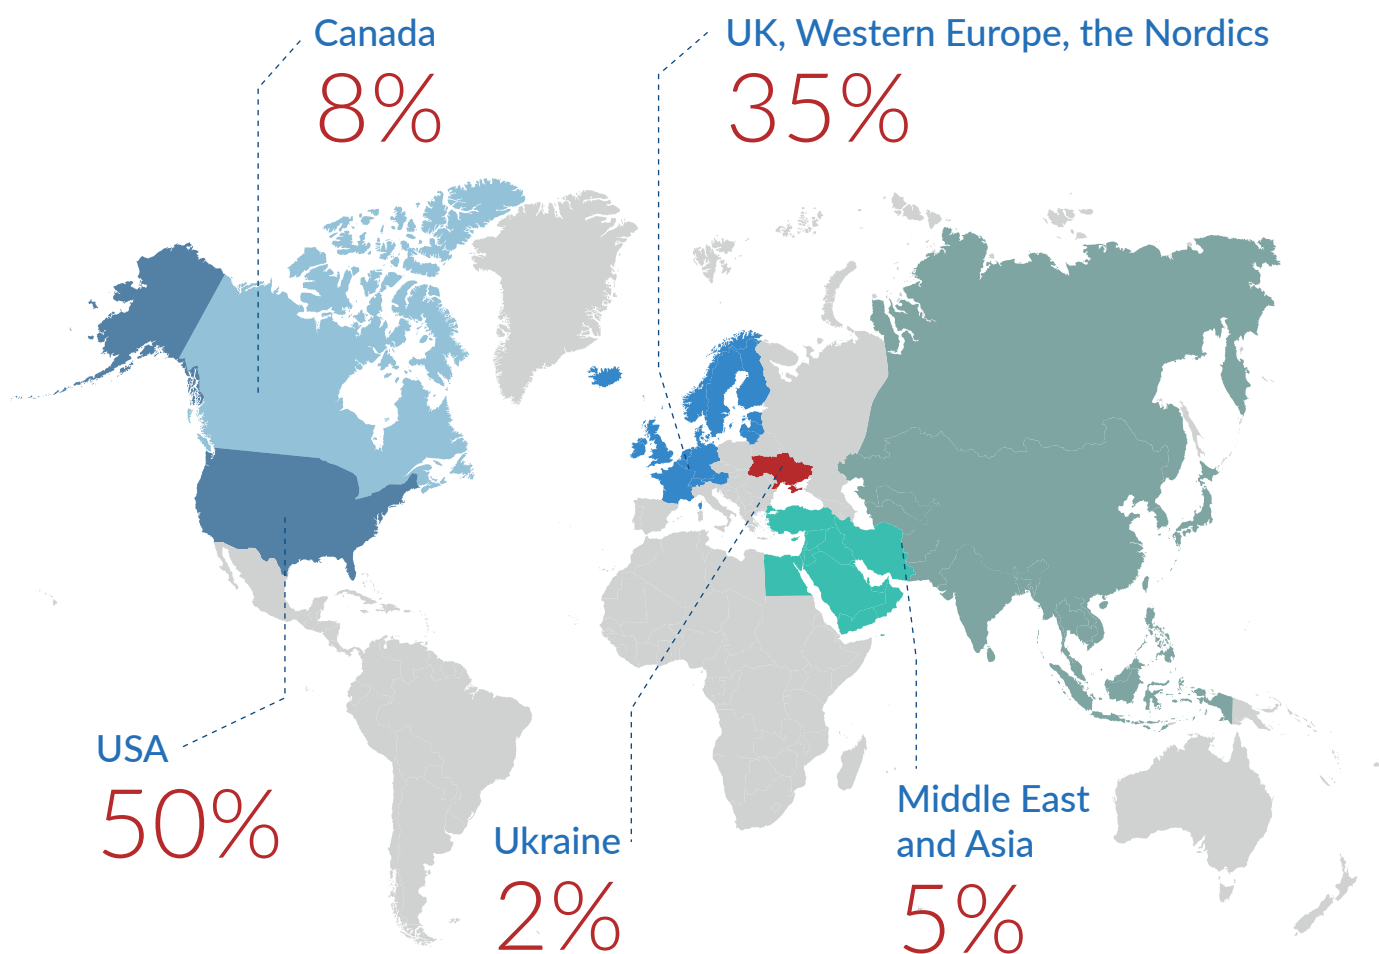 Canada
8%
UK, Western Europe, the Nordics
35%
USA
50%
Ukraine
2%
Middle East
and Asia
5%